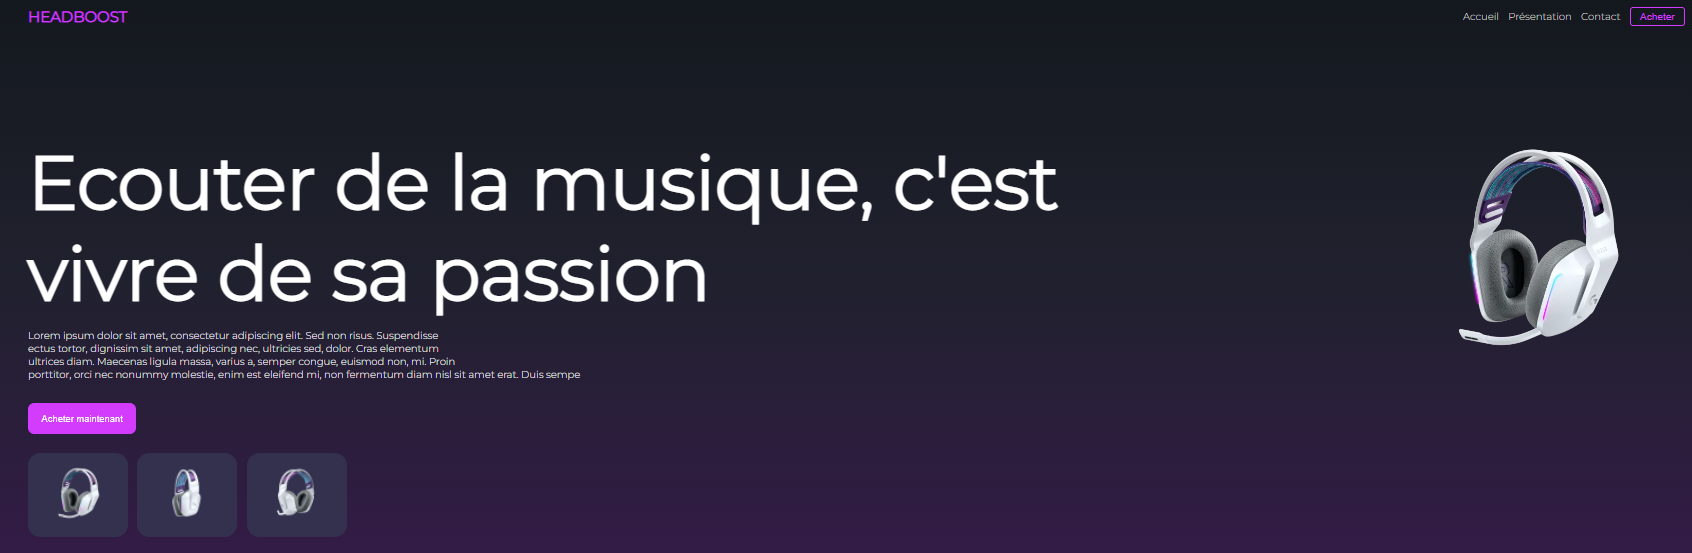 HEADBOOST
Accueil Présentation Contact Acheter
Ecouter de la musique, c'est
vivre de sa passion
Lorem ipsum dolor sit amet, consectetur adipiscing elit. Sed non risus. Suspendisse
ectus tortor, dignissim sit amet, adipiscing nec, ultricies sed, dolor. Cras elementum
ultrices diam. Maecenas ligula massa, varius a, semper congue, euismod non, mi. Proin
porttitor, orci nec nonummy molestie, enim est eleifend mi, non fermentum diam nisl sit amet erat. Duis sempe
Acheter maintenant